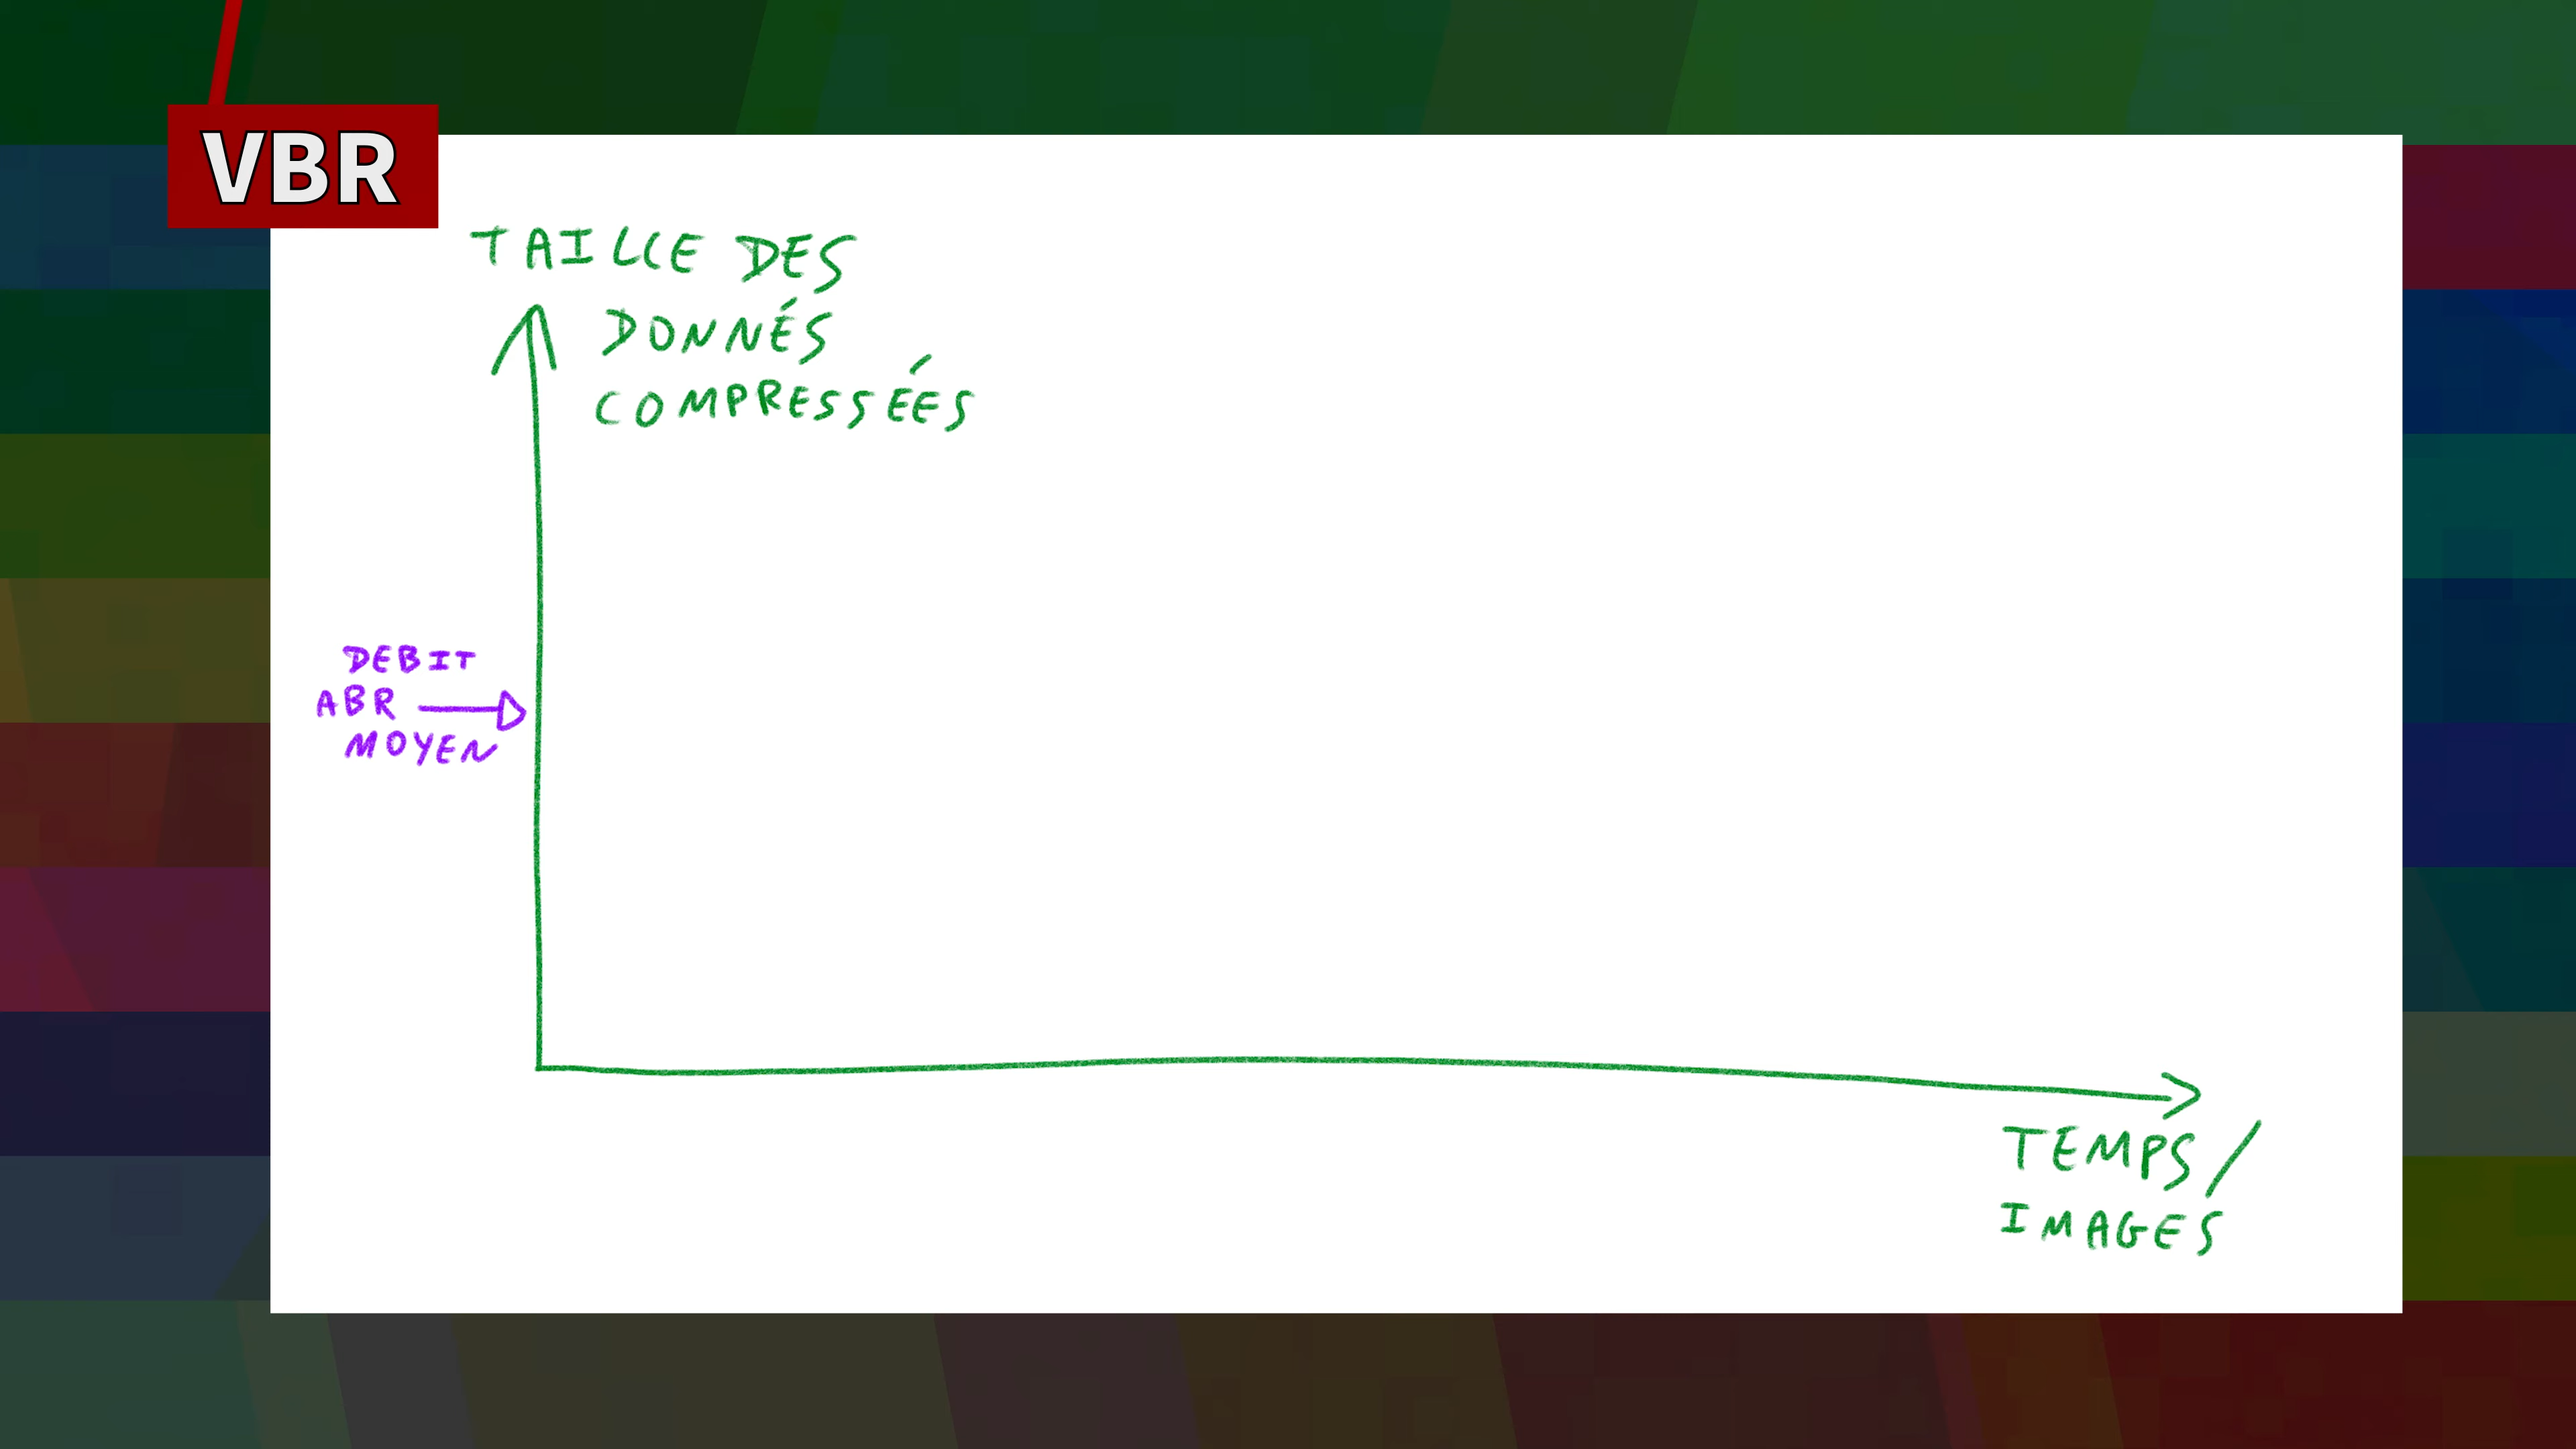 VBR
TAILLE DES
DONNÉS
COMPRESSÉES
DEBIT
ABR
MOYEN
TEMPS/
IMAGES